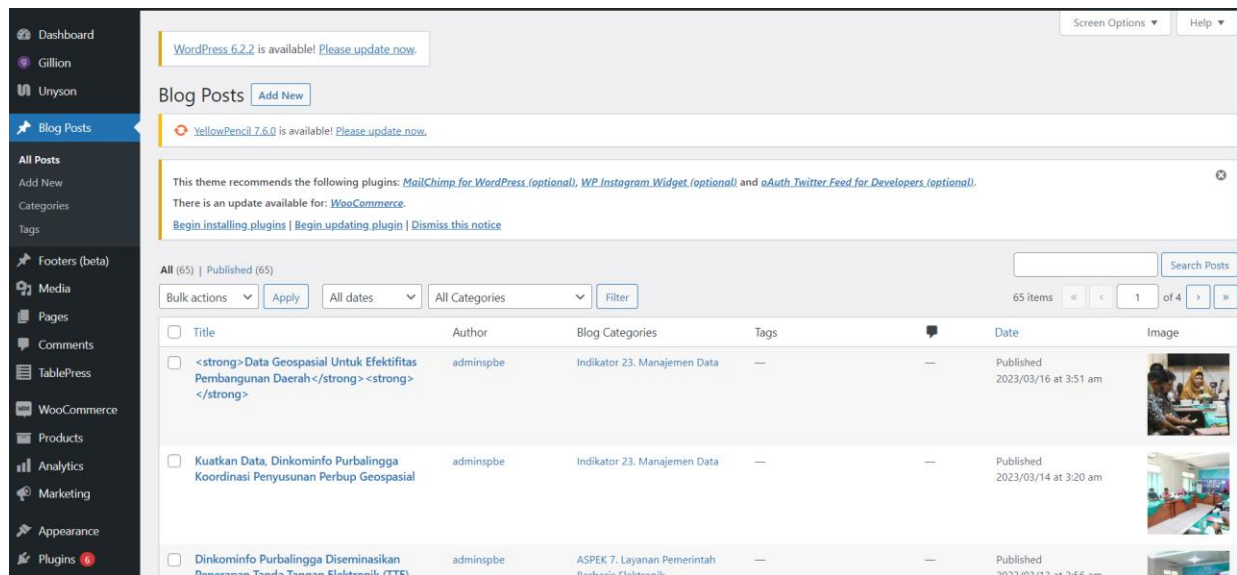 Screen Options ▼ Help ▼
Dashboard
Gillion
Unyson
Blog Posts
All Posts
Add New
Categories
Tags
Footers (beta)
Media
Pages
Comments
TablePress
WooCommerce
Products
Analytics
Marketing
Appearance
Plugins 6
WordPress 6.2.2 is available! Please update now.
Blog Posts Add New
YellowPencil 7.6.0 is available! Please update now.
This theme recommends the following plugins: MailChimp for WordPress (optional), WP Instagram Widget (optional) and oAuth Twitter Feed for Developers (optional).
There is an update available for: WooCommerce.
Begin installing plugins | Begin updating plugin | Dismiss this notice
All (65) | Published (65)
Search Posts
Bulk actions Apply All dates All Categories Filter
65 items « ‹ 1 of 4 › »
Title Author Blog Categories Tags Date Image
<strong>Data Geospasial Untuk Efektifitas adminspbe Indikator 23. Manajemen Data — — Published
Pembangunan Daerah</strong><strong> 2023/03/16 at 3:51 am
</strong>
Kuatkan Data, Dinkominfo Purbalingga adminspbe Indikator 23. Manajemen Data — — Published
Koordinasi Penyusunan Perbup Geospasial 2023/03/14 at 3:20 am
Dinkominfo Purbalingga Diseminasikan adminspbe ASPEK 7. Layanan Pemerintah — — Published
Penerapan Tanda Tangan Elektronik (TTE) Berbasis Elektronik